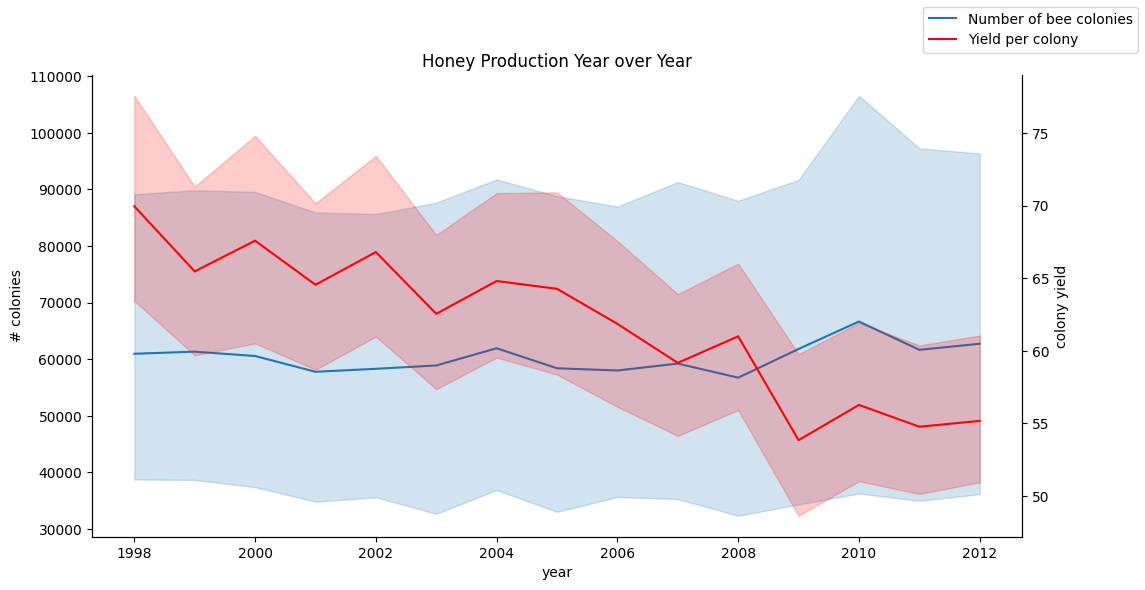 Number of bee colonies
Yield per colony
Honey Production Year over Year
110000
100000
90000
80000
70000
60000
50000
40000
30000
# colonies
75
70
65
60
55
50
colony yield
1998 2000 2002 2004 2006 2008 2010 2012
year